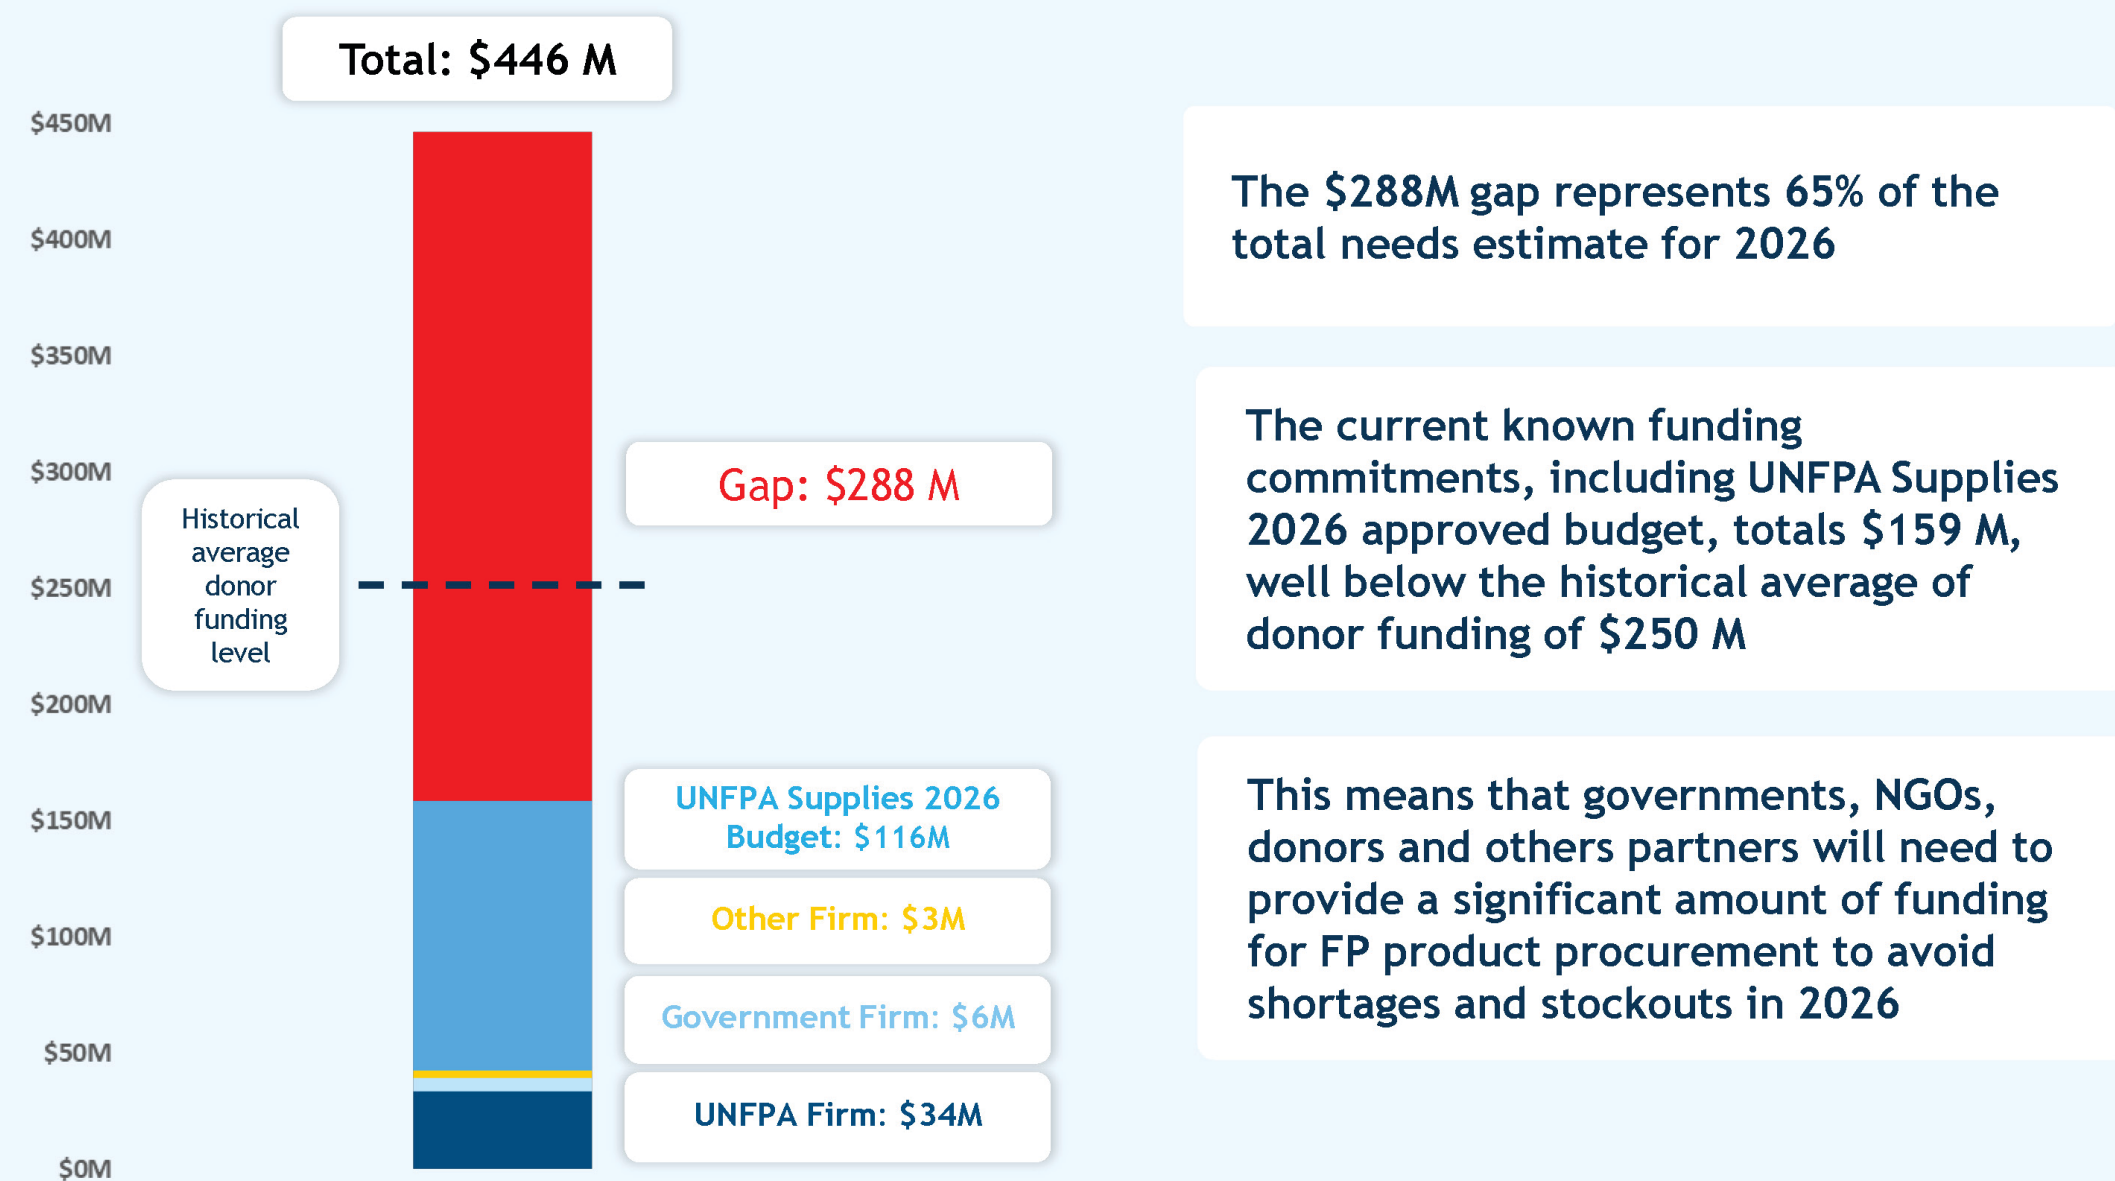 Total: $446 M
$450M
$400M
$350M
$300M
$250M
$200M
$150M
$100M
$50M
$0M
Historical
average
donor
funding
level
Gap: $288 M
UNFPA Supplies 2026
Budget: $116M
Other Firm: $3M
Government Firm: $6M
UNFPA Firm: $34M
The $288M gap represents 65% of the
total needs estimate for 2026
The current known funding
commitments, including UNFPA Supplies
2026 approved budget, totals $159 M,
well below the historical average of
donor funding of $250 M
This means that governments, NGOs,
donors and others partners will need to
provide a significant amount of funding
for FP product procurement to avoid
shortages and stockouts in 2026